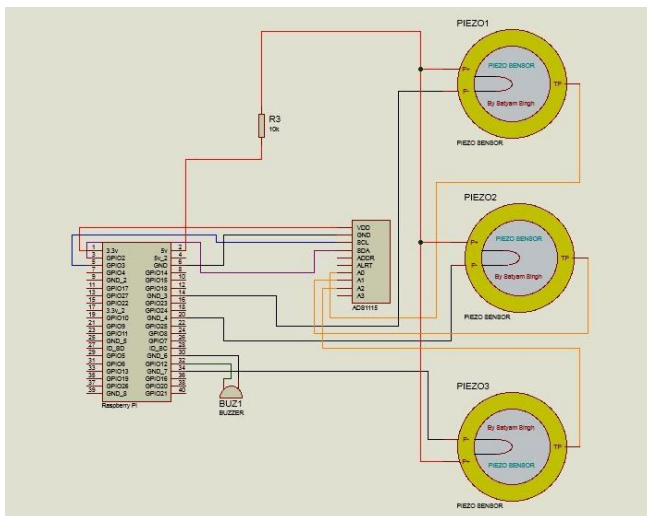 PIEZO1
P+
PIEZO SENSOR
TP
P-
By Satyam Singh
PIEZO SENSOR
R3
10k
PIEZO2
P+
PIEZO SENSOR
TP
P-
By Satyam Singh
PIEZO SENSOR
VDD
GND
SCL
SDA
ADDR
ALRT
A0
A1
A2
A3
ADS1115
1 3.3v 5v 2
3 GPIO2 5v_2 4
5 GPIO3 GND 6
7 GPIO4 GPIO14 8
9 GND_2 GPIO15 10
11 GPIO17 GPIO18 12
13 GPIO27 GND_3 14
15 GPIO22 GPIO23 16
17 3.3v_2 GPIO24 18
19 GPIO10 GND_4 20
21 GPIO9 GPIO25 22
23 GPIO11 GPIO8 24
25 GND_5 GPIO7 26
27 ID_SD ID_SC 28
29 GPIO5 GND_6 30
31 GPIO6 GPIO12 32
33 GPIO13 GND_7 34
35 GPIO19 GPIO16 36
37 GPIO26 GPIO20 38
39 GND_8 GPIO21 40
Raspberry Pi
BUZ1
BUZZER
PIEZO3
By Satyam Singh
P-
TP
P+
PIEZO SENSOR
PIEZO SENSOR